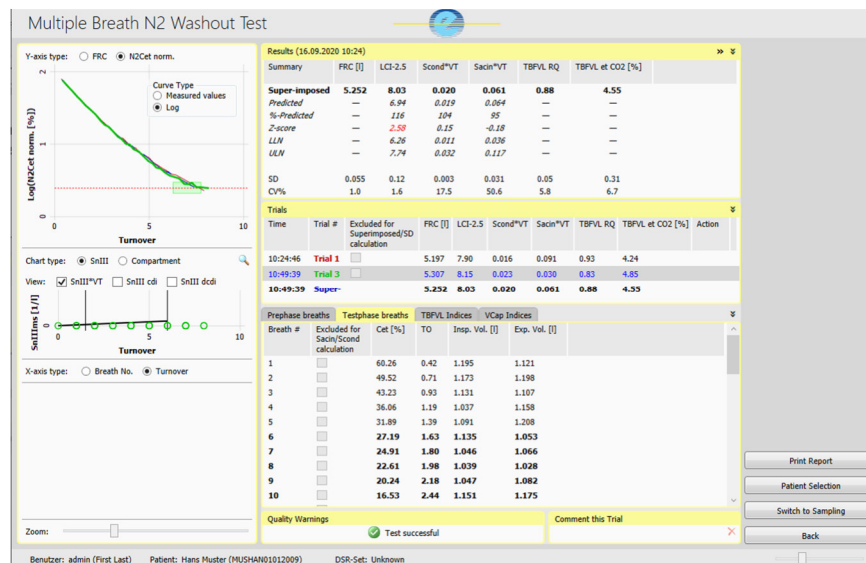 Multiple Breath N2 Washout Test
Y-axis type: FRC N2Cet norm.
2
Curve Type
Measured values
Log
Log(N2Cet norm. [%])
1
0
0 5 10
Turnover
Chart type: SnIII Compartment
View: SnIII*VT SnIII cdi SnIII dcdi
SnIIIms [1/l]
0
0 5 10
Turnover
X-axis type: Breath No. Turnover
Zoom:
Results (16.09.2020 10:24)
Summary FRC [l] LCI-2.5 Scond*VT Sacin*VT TBFVL RQ TBFVL et CO2 [%]
Super-imposed 5.252 8.03 0.020 0.061 0.88 4.55
Predicted — 6.94 0.019 0.064 — —
%-Predicted — 116 104 95 — —
Z-score — 2.58 0.15 -0.18 — —
LLN — 6.26 0.011 0.036 — —
ULN — 7.74 0.032 0.117 — —
SD 0.055 0.12 0.003 0.031 0.05 0.31
CV% 1.0 1.6 17.5 50.6 5.8 6.7
Trials
Time Trial # Excluded for Superimposed/SD calculation FRC [l] LCI-2.5 Scond*VT Sacin*VT TBFVL RQ TBFVL et CO2 [%] Action
10:24:46 Trial 1 5.197 7.90 0.016 0.091 0.93 4.24
10:49:39 Trial 3 5.307 8.15 0.023 0.030 0.83 4.85
10:49:39 Super- 5.252 8.03 0.020 0.061 0.88 4.55
Prephase breaths Testphase breaths TBFVL Indices VCap Indices
Breath # Excluded for Sacin/Scond calculation Cet [%] TO Insp. Vol. [l] Exp. Vol. [l]
1 60.26 0.42 1.195 1.121
2 49.52 0.71 1.173 1.198
3 43.23 0.93 1.131 1.107
4 36.06 1.19 1.037 1.158
5 31.89 1.39 1.091 1.208
6 27.19 1.63 1.135 1.053
7 24.91 1.80 1.046 1.066
8 22.61 1.98 1.039 1.028
9 20.24 2.18 1.047 1.082
10 16.53 2.44 1.151 1.175
Quality Warnings
Test successful
Comment this Trial
Print Report
Patient Selection
Switch to Sampling
Back
Benutzer: admin (First Last) Patient: Hans Muster (MUSHAN01012009) DSR-Set: Unknown